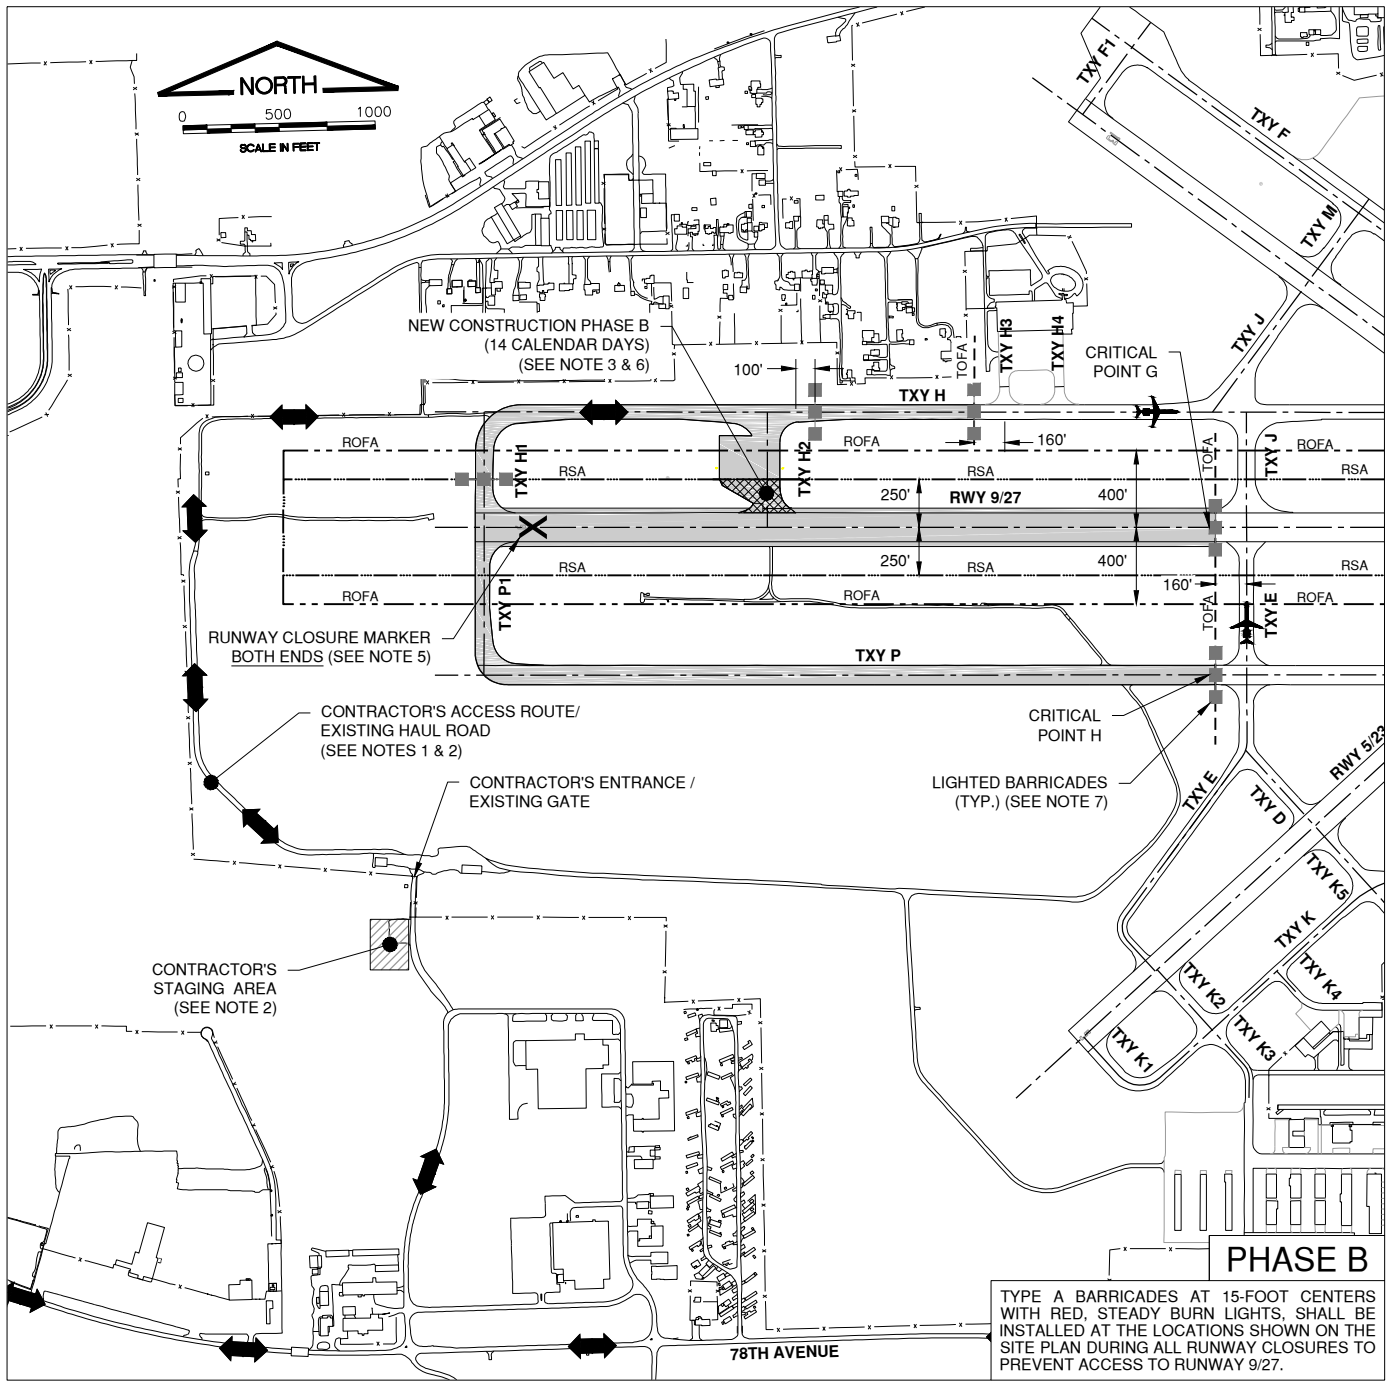 NORTH
0 500 1000
SCALE IN FEET
TXY F1
TXY F
TXY M
TXY J
NEW CONSTRUCTION PHASE B
(14 CALENDAR DAYS)
(SEE NOTE 3 & 6)
TOFA
TXY H3
TXY H4
CRITICAL
POINT G
100'
TXY H
160'
ROFA
ROFA
ROFA
TOFA
TXY J
TXY H1
TXY H2
RSA
RSA
RSA
250'
RWY 9/27
400'
X
250'
400'
RSA
RSA
RSA
160'
ROFA
ROFA
ROFA
TXY P1
TOFA
TXY E
RUNWAY CLOSURE MARKER
BOTH ENDS (SEE NOTE 5)
TXY P
CONTRACTOR'S ACCESS ROUTE/
EXISTING HAUL ROAD
(SEE NOTES 1 & 2)
CRITICAL
POINT H
CONTRACTOR'S ENTRANCE /
EXISTING GATE
LIGHTED BARRICADES
(TYP.) (SEE NOTE 7)
TXY E
TXY D
RWY 5/23
TXY K5
TXY K
TXY K4
TXY K2
TXY K3
TXY K1
CONTRACTOR'S
STAGING AREA
(SEE NOTE 2)
78TH AVENUE
PHASE B
TYPE A BARRICADES AT 15-FOOT CENTERS
WITH RED, STEADY BURN LIGHTS, SHALL BE
INSTALLED AT THE LOCATIONS SHOWN ON THE
SITE PLAN DURING ALL RUNWAY CLOSURES TO
PREVENT ACCESS TO RUNWAY 9/27.